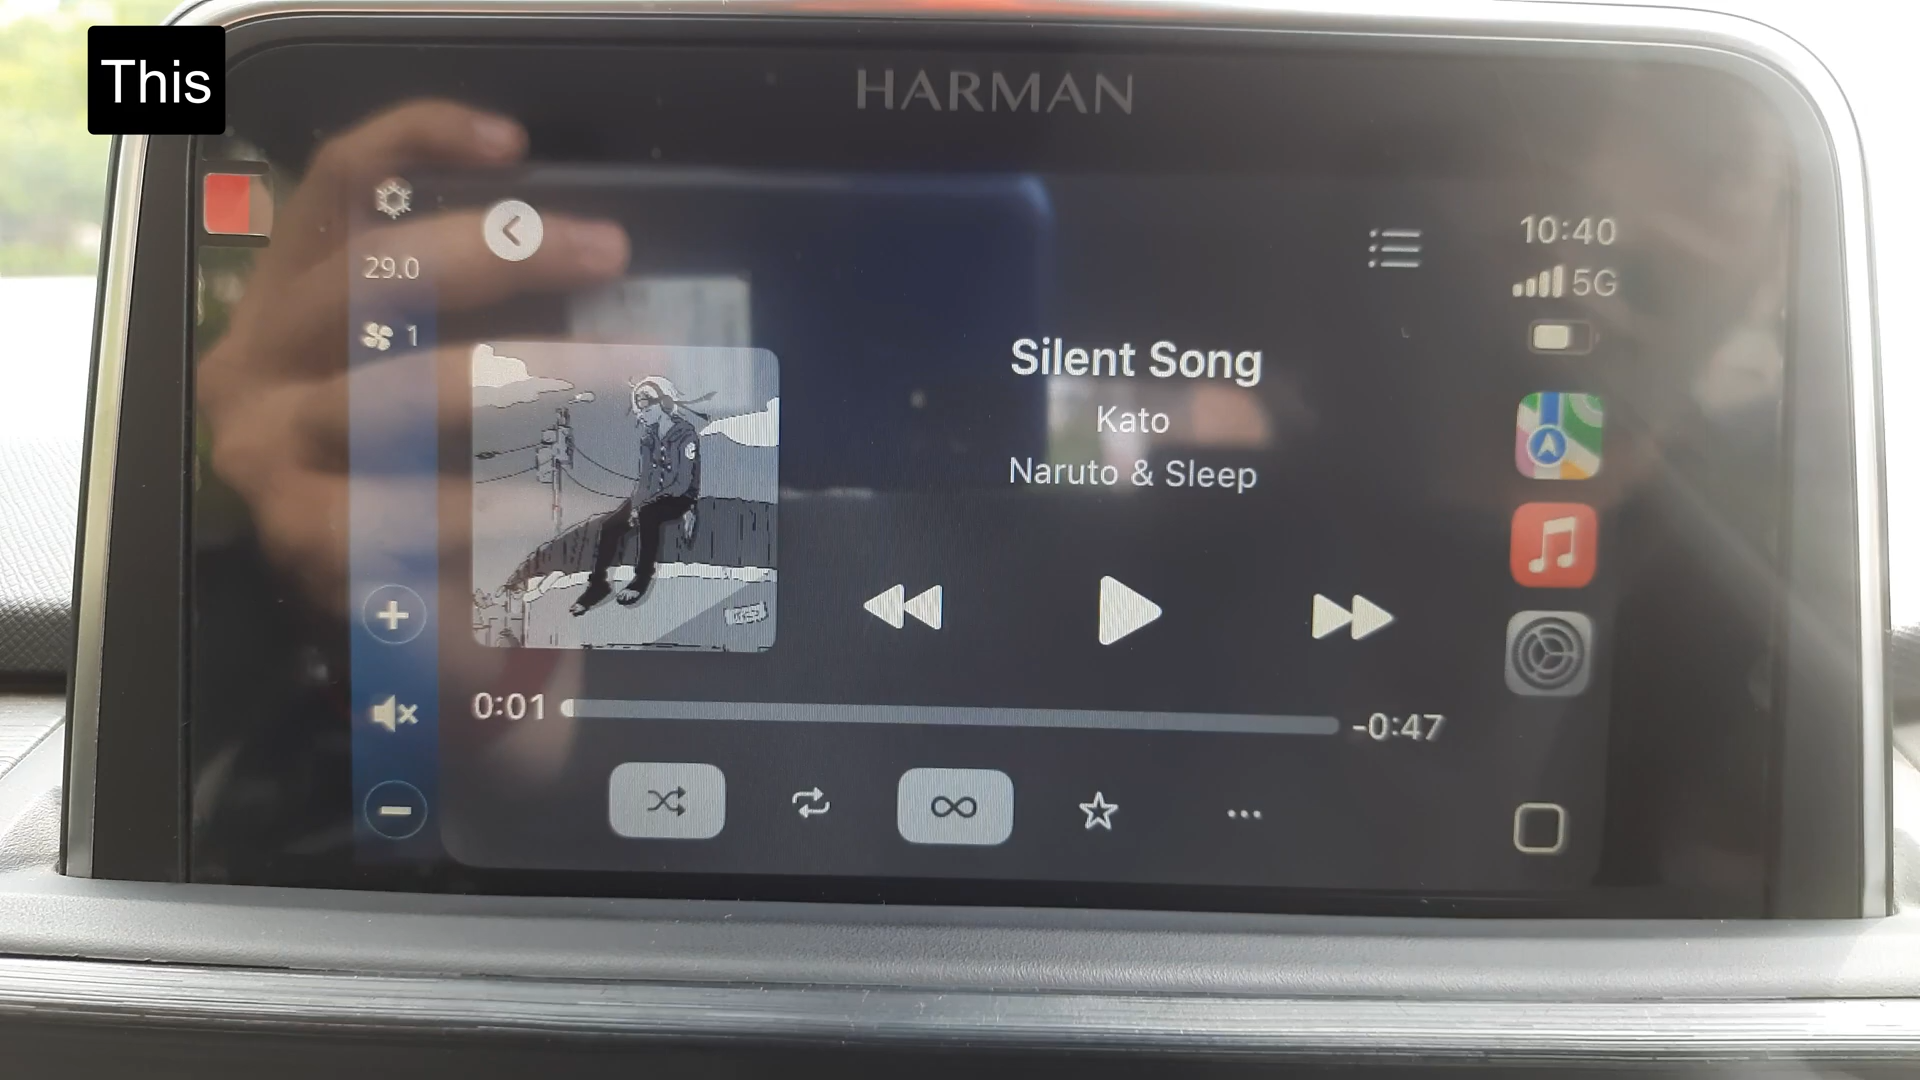 This
HARMAN
29.0
1
10:40
5G
Silent Song
Kato
Naruto & Sleep
0:01
-0:47